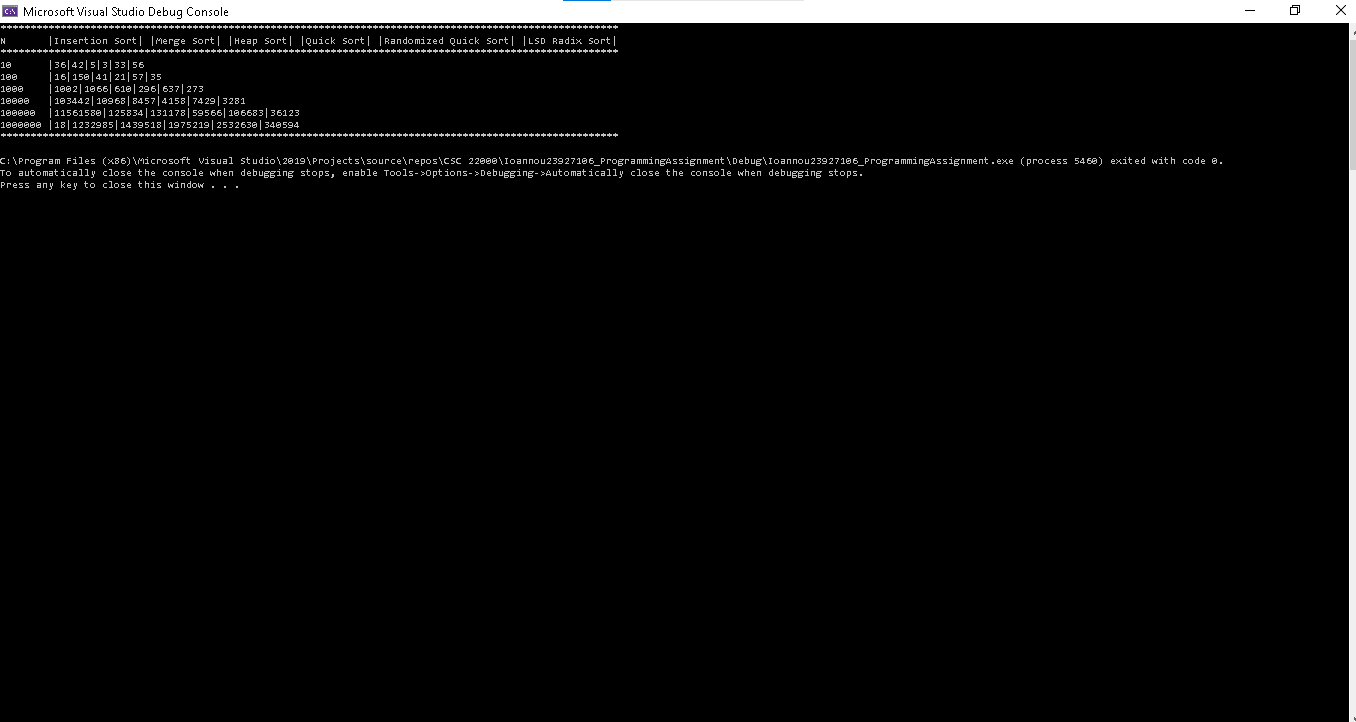 Microsoft Visual Studio Debug Console
*******************************************************************************************************
N       |Insertion Sort| |Merge Sort| |Heap Sort| |Quick Sort| |Randomized Quick Sort| |LSD Radix Sort|
*******************************************************************************************************
10      |36|42|5|3|33|56
100     |16|150|41|21|57|35
1000    |1002|1066|610|296|637|273
10000   |103442|10968|8457|4158|7429|3281
100000  |11561580|125834|131178|59566|106683|36123
1000000 |18|1232985|1439518|1975219|2532630|340594
*******************************************************************************************************
C:\Program Files (x86)\Microsoft Visual Studio\2019\Projects\source\repos\CSC 22000\Ioannou23927106_ProgrammingAssignment\Debug\Ioannou23927106_ProgrammingAssignment.exe (process 5460) exited with code 0.
To automatically close the console when debugging stops, enable Tools->Options->Debugging->Automatically close the console when debugging stops.
Press any key to close this window . . .